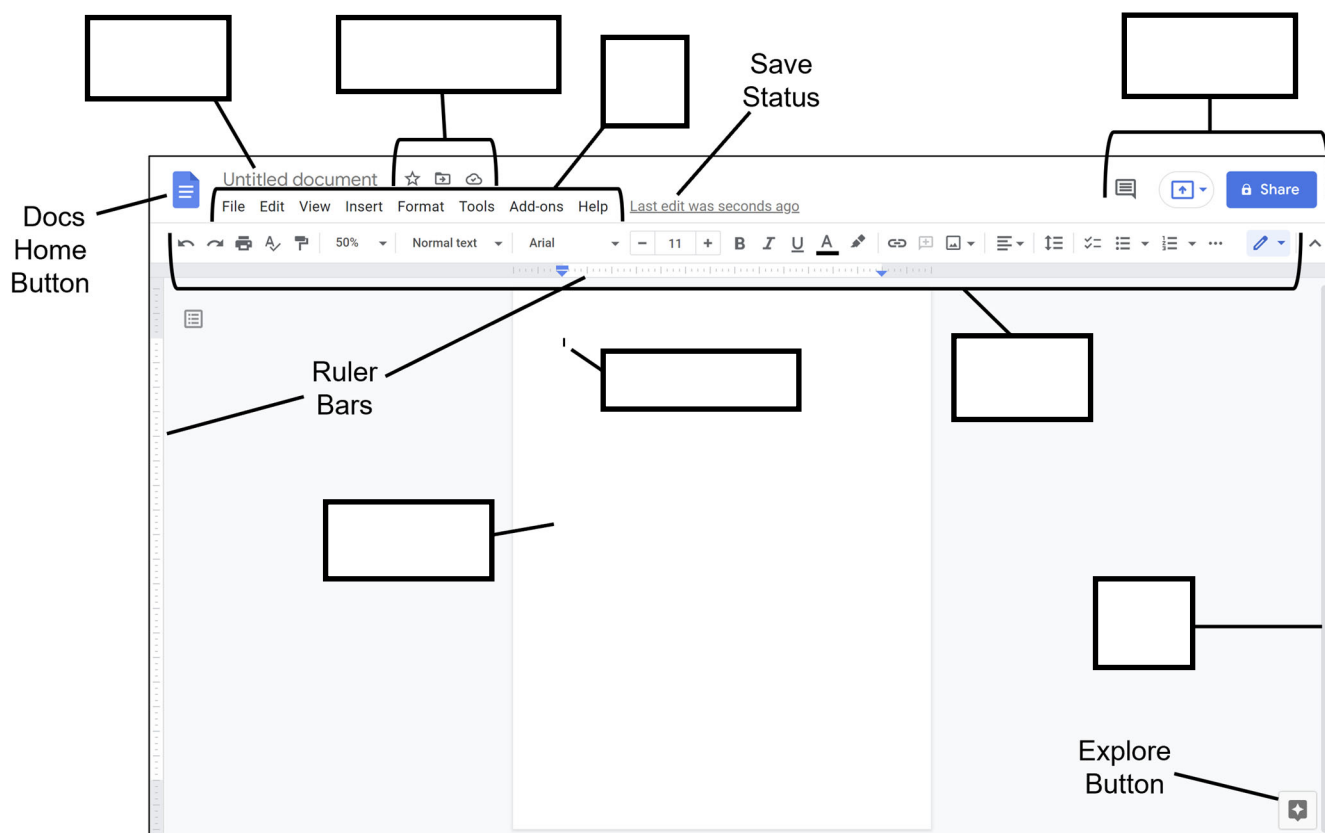 Save
Status
Untitled document
File Edit View Insert Format Tools Add-ons Help Last edit was seconds ago
Share
Docs
Home
Button
50% Normal text Arial - 11 + B I U A
Ruler
Bars
Explore
Button